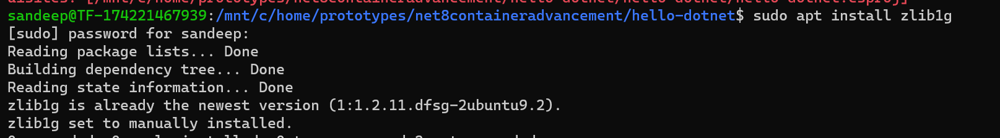 sandeep@TF-174221467939:/mnt/c/home/prototypes/net8containeradvancement/hello-dotnet$ sudo apt install zlib1g
[sudo] password for sandeep:
Reading package lists... Done
Building dependency tree... Done
Reading state information... Done
zlib1g is already the newest version (1:1.2.11.dfsg-2ubuntu9.2).
zlib1g set to manually installed.